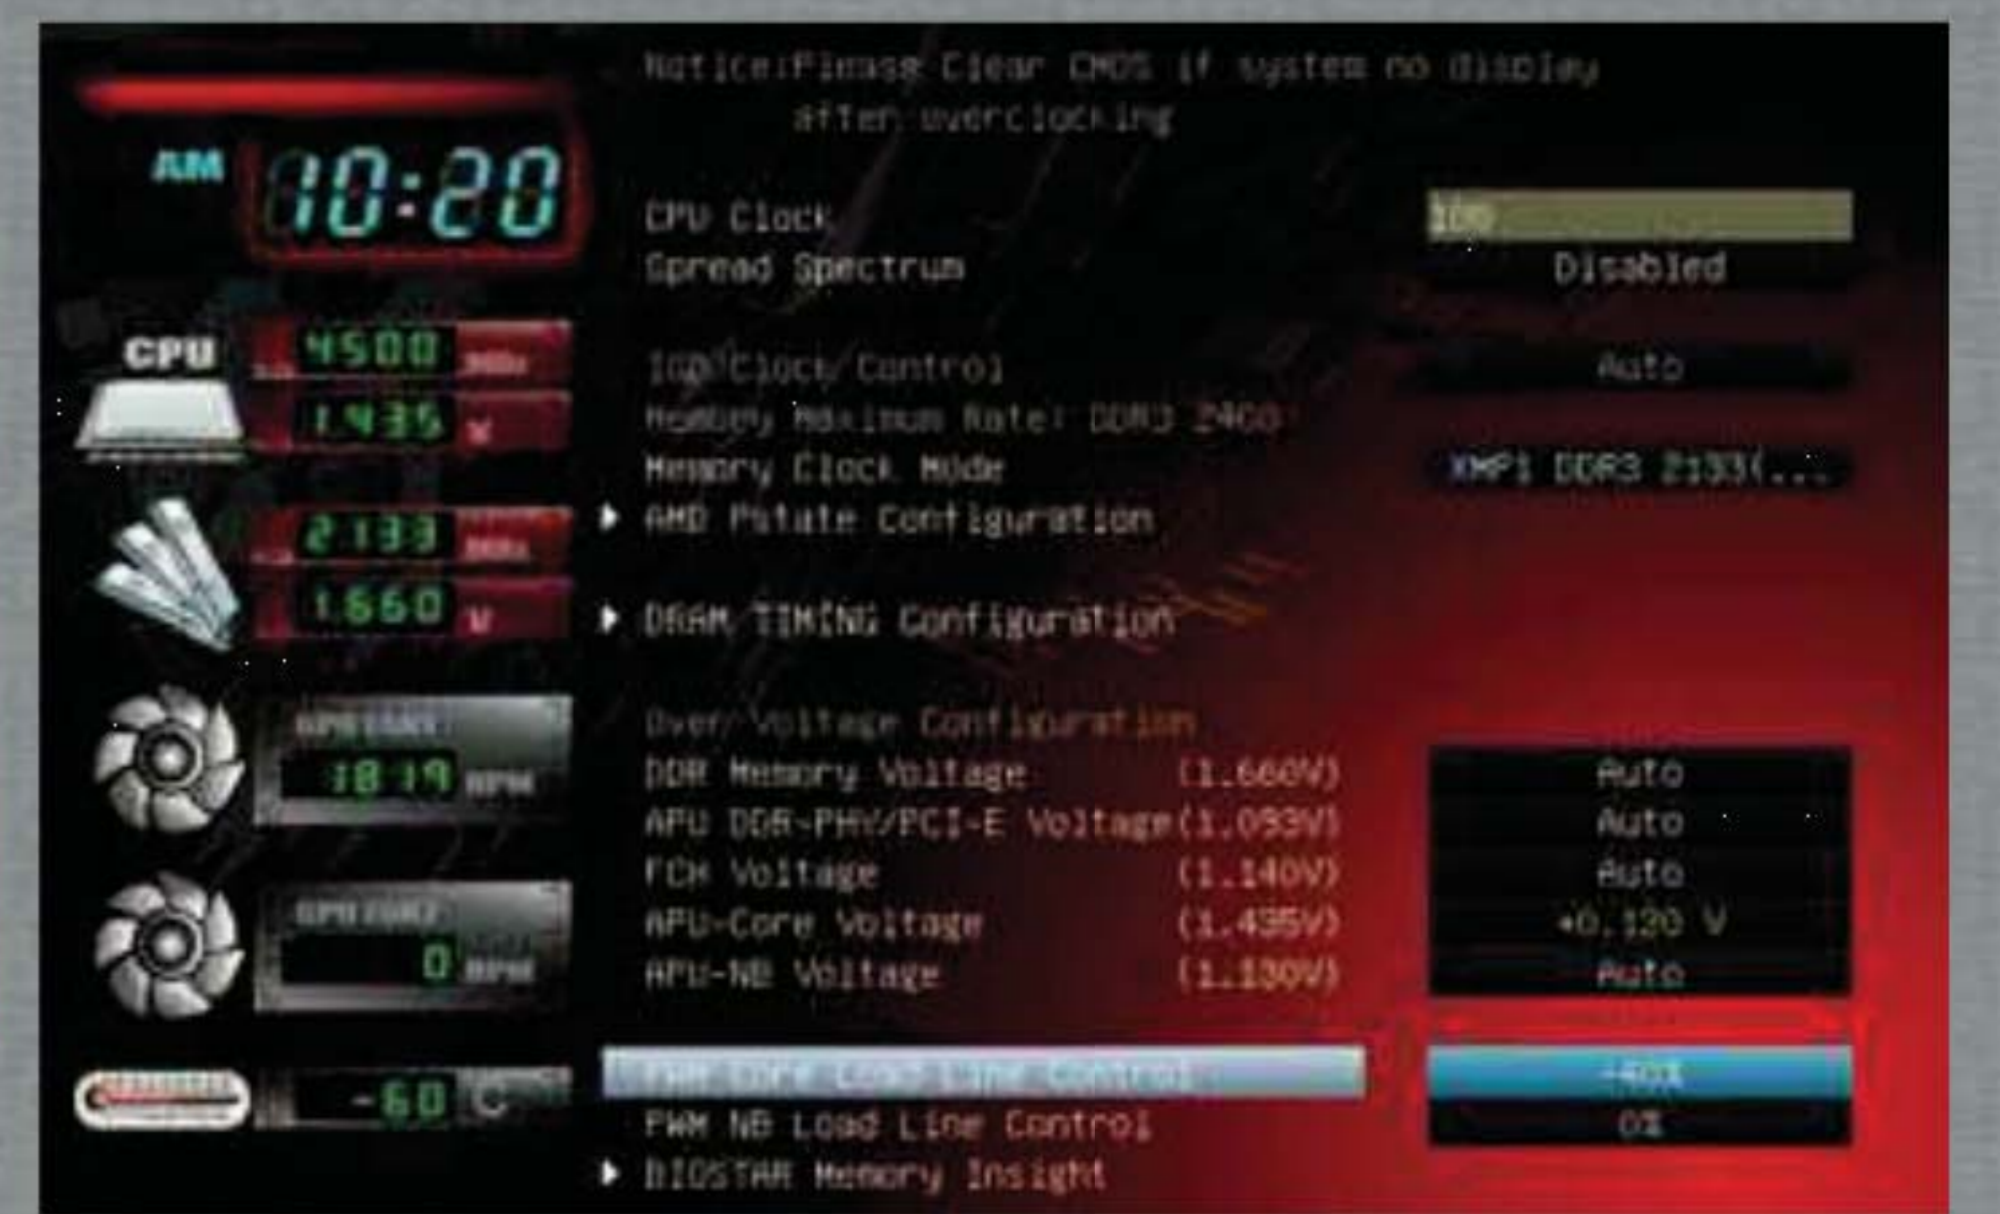 Notice:Please Clear CMOS if system no display
after overclocking
AM 10:20
CPU Clock 100
Spread Spectrum Disabled
CPU 4500 MHz
1.435 V
IGD Clock Control Auto
Memory Maximum Rate: DDR3 2400
Memory Clock Mode XMP1 DDR3 2133(...
AMD Pstate Configuration
2133 MHz
1.660 V
DRAM TIMING Configuration
Over Voltage Configuration
DDR Memory Voltage (1.660V) Auto
APU DDR-PHY/PCI-E Voltage(1.093V) Auto
FCH Voltage (1.140V) Auto
APU-Core Voltage (1.435V) +0.130 V
APU-NB Voltage (1.130V) Auto
1819 RPM
0 RPM
-60 C
PWM Core Load Line Control -40%
PWM NB Load Line Control 0%
BIOSTAR Memory Insight